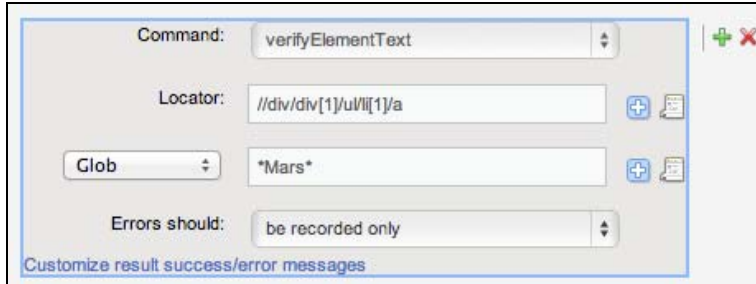 Command: verifyElementText
Locator: //div/div[1]/ul/li[1]/a
Glob *Mars*
Errors should: be recorded only
Customize result success/error messages